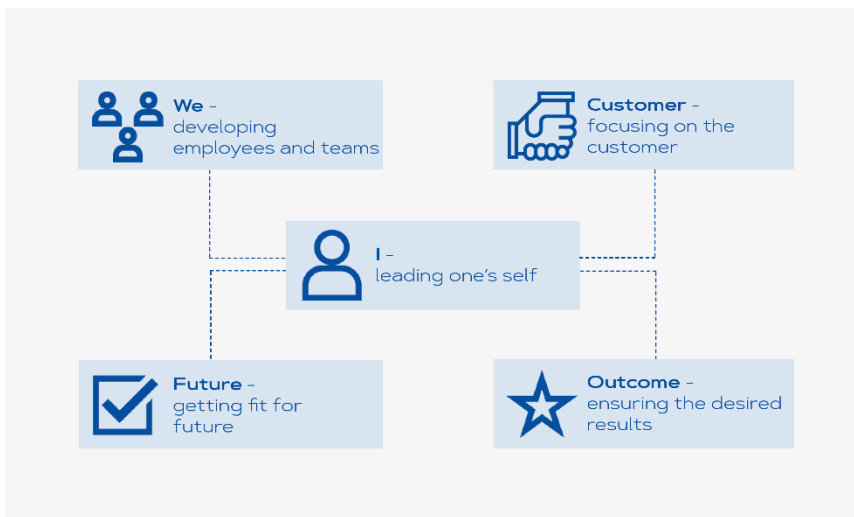 We -
developing
employees and teams
Customer -
focusing on the
customer
I -
leading one's self
Future -
getting fit for
future
Outcome -
ensuring the desired
results